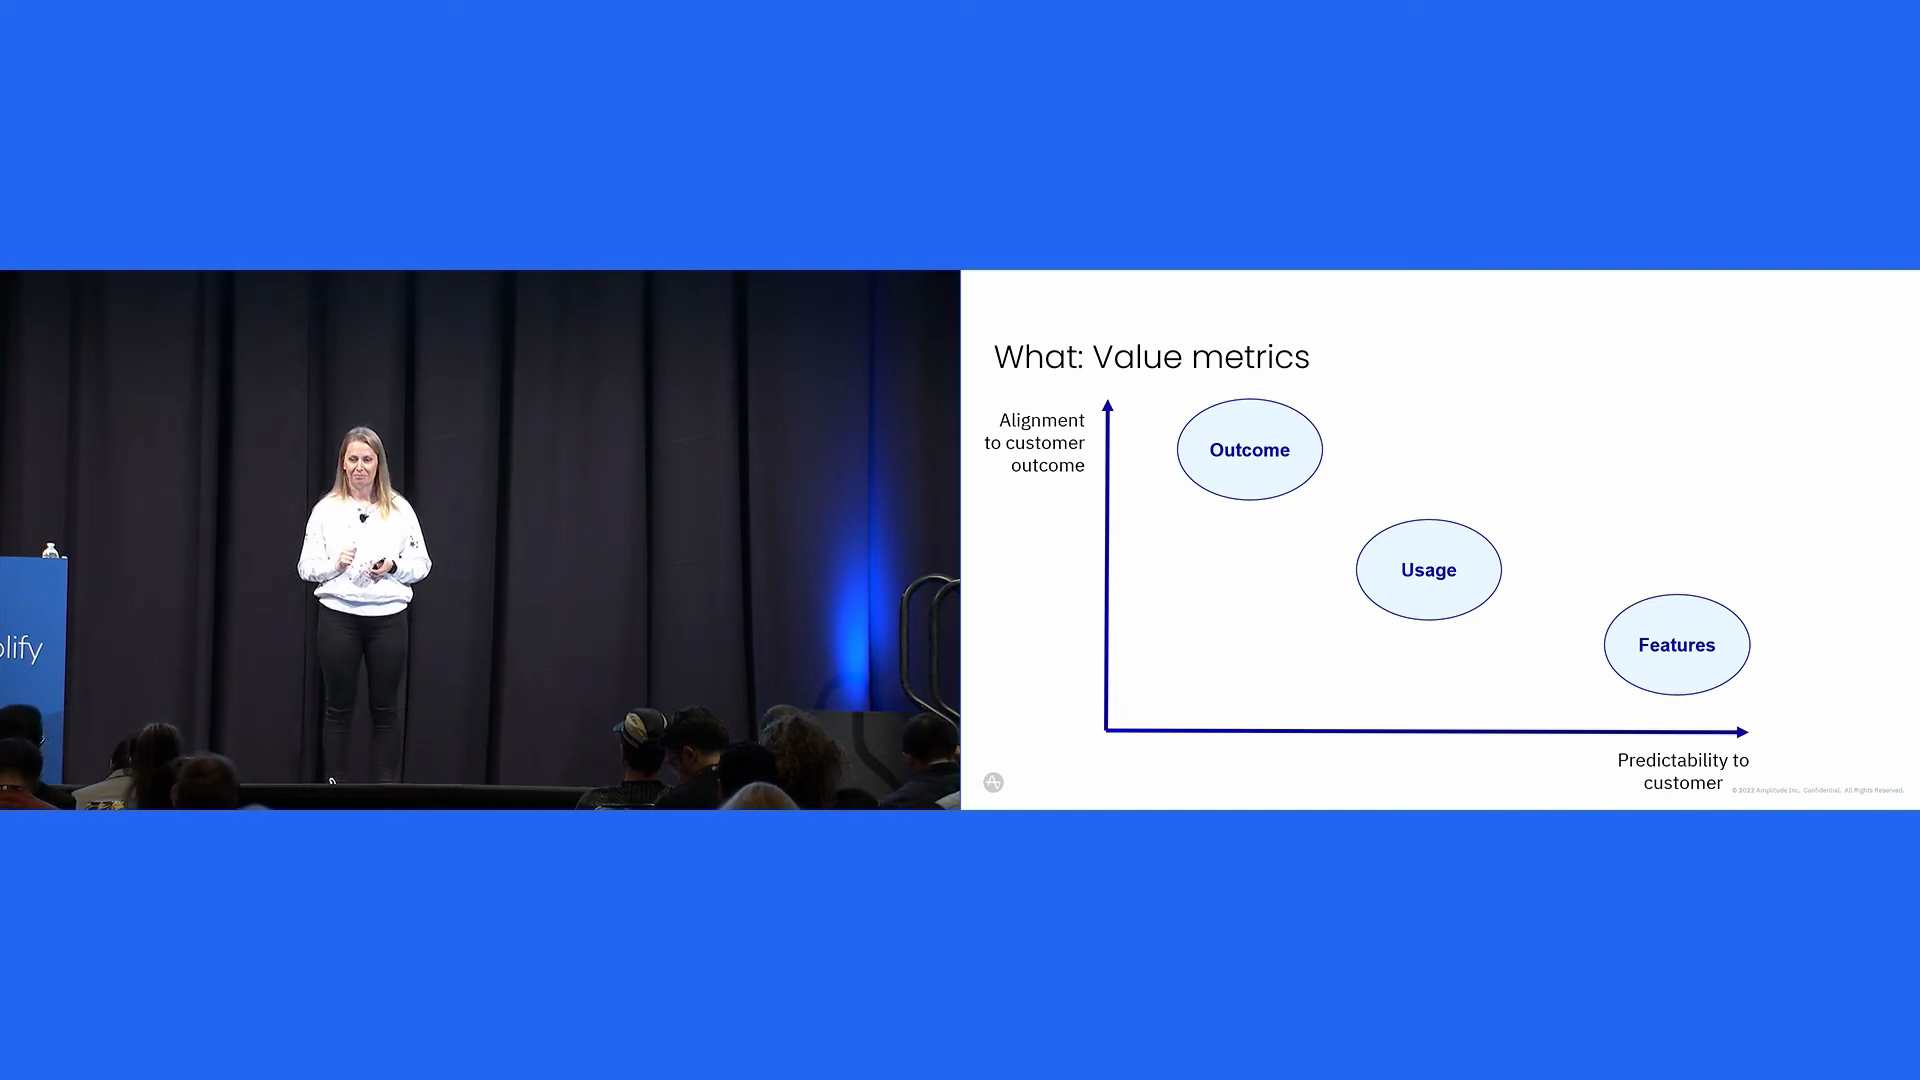 plify
What: Value metrics
Alignment
to customer
outcome
Outcome
Usage
Features
Predictability to
customer
© 2022 Amplitude Inc. Confidential. All Rights Reserved.